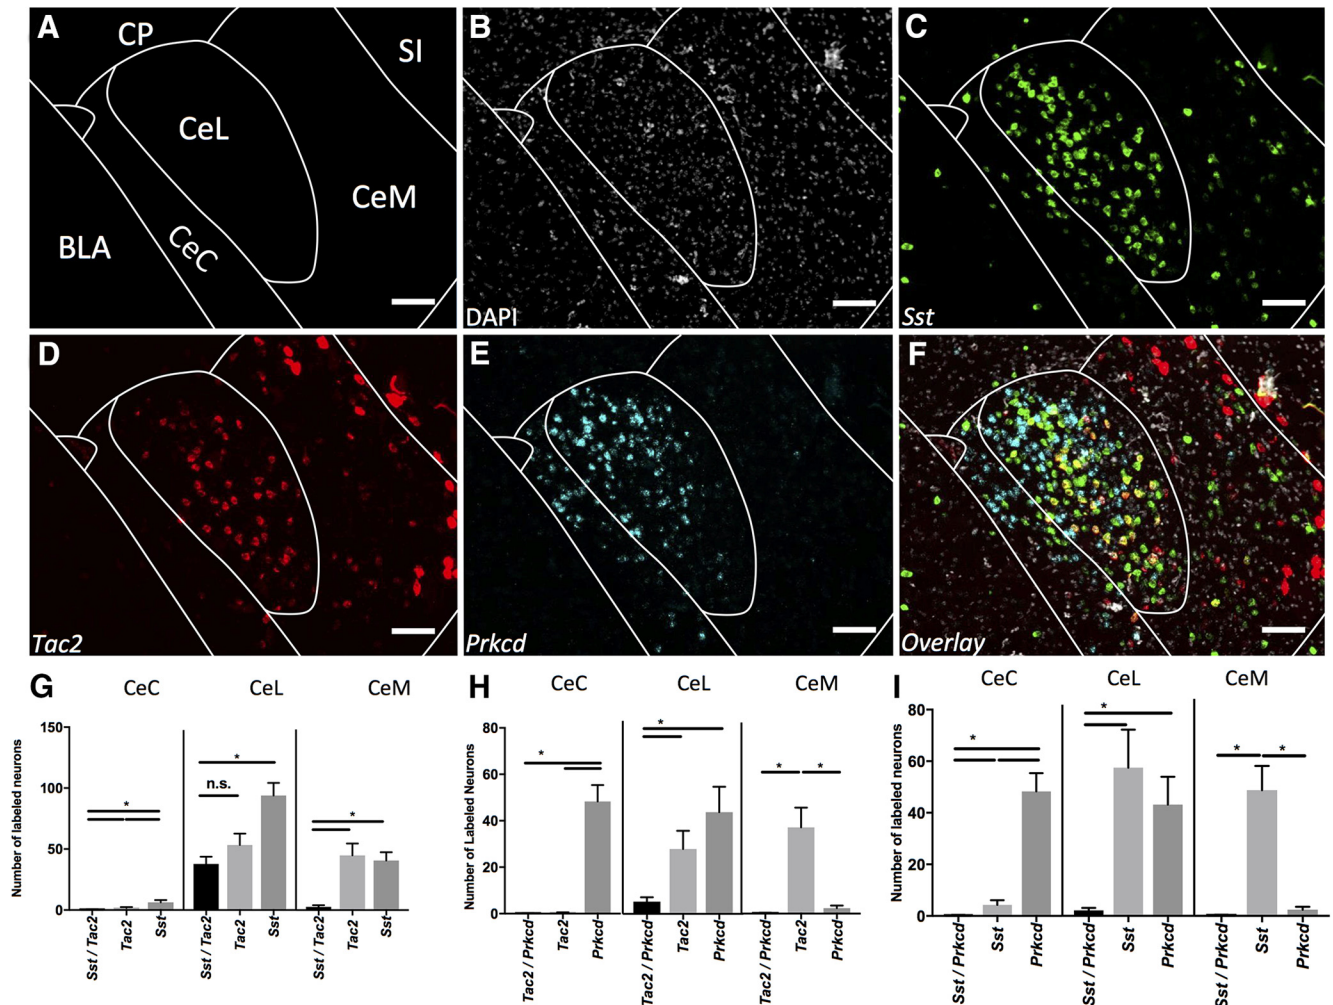 A
CP
SI
CeL
CeM
BLA
CeC
B
DAPI
C
Sst
D
Tac2
E
Prkcd
F
Overlay
G
CeC
CeL
CeM
Number of labeled neurons
150
100
50
0
*
n.s.
*
*
Sst / Tac2
Tac2
Sst
Sst / Tac2
Tac2
Sst
Sst / Tac2
Tac2
Sst
H
CeC
CeL
CeM
Number of Labeled Neurons
80
60
40
20
0
*
*
*
*
Tac2 / Prkcd
Tac2
Prkcd
Tac2 / Prkcd
Tac2
Prkcd
Tac2 / Prkcd
Tac2
Prkcd
I
CeC
CeL
CeM
Number of labeled neurons
80
60
40
20
0
*
*
*
*
Sst / Prkcd
Sst
Prkcd
Sst / Prkcd
Sst
Prkcd
Sst / Prkcd
Sst
Prkcd